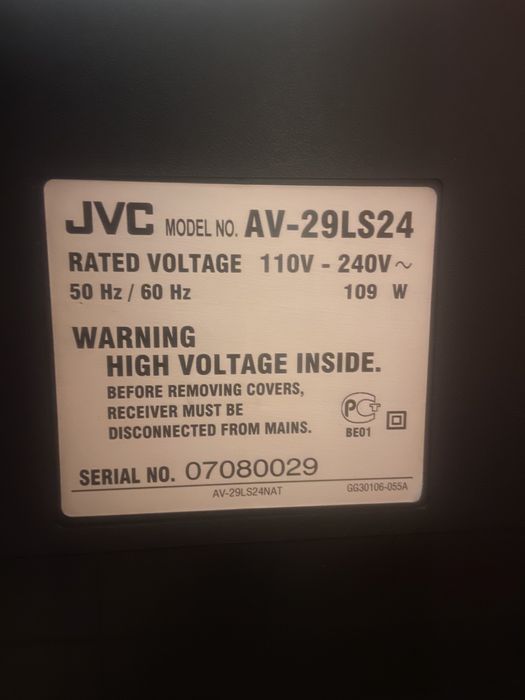 JVC MODEL NO. AV-29LS24
RATED VOLTAGE 110V - 240V ~
50 Hz / 60 Hz 109 W
WARNING
HIGH VOLTAGE INSIDE.
BEFORE REMOVING COVERS,
RECEIVER MUST BE
DISCONNECTED FROM MAINS.
РСТ
BE01
SERIAL NO. 07080029
AV-29LS24NAT GG30106-055A